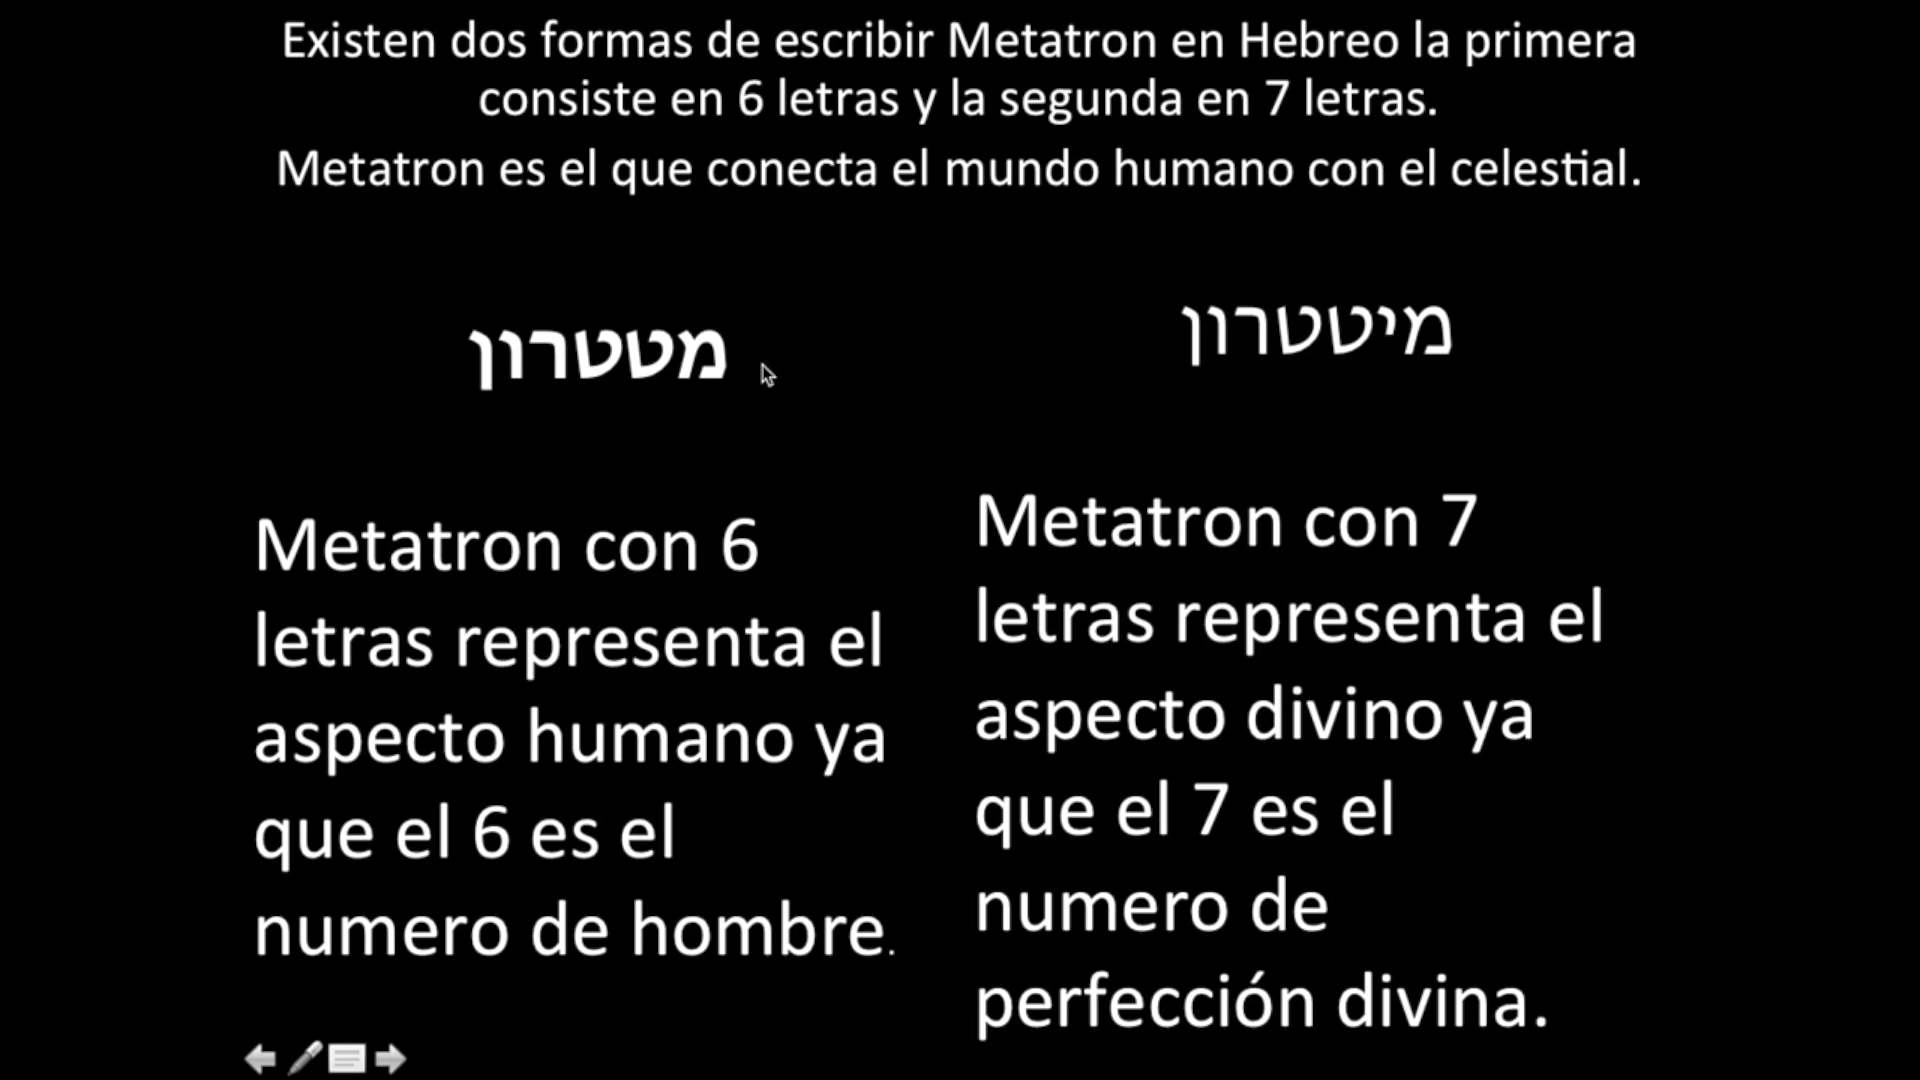 Existen dos formas de escribir Metatron en Hebreo la primera
consiste en 6 letras y la segunda en 7 letras.
Metatron es el que conecta el mundo humano con el celestial.
מטטרון
Metatron con 6
letras representa el
aspecto humano ya
que el 6 es el
numero de hombre.
מיטטרון
Metatron con 7
letras representa el
aspecto divino ya
que el 7 es el
numero de
perfección divina.